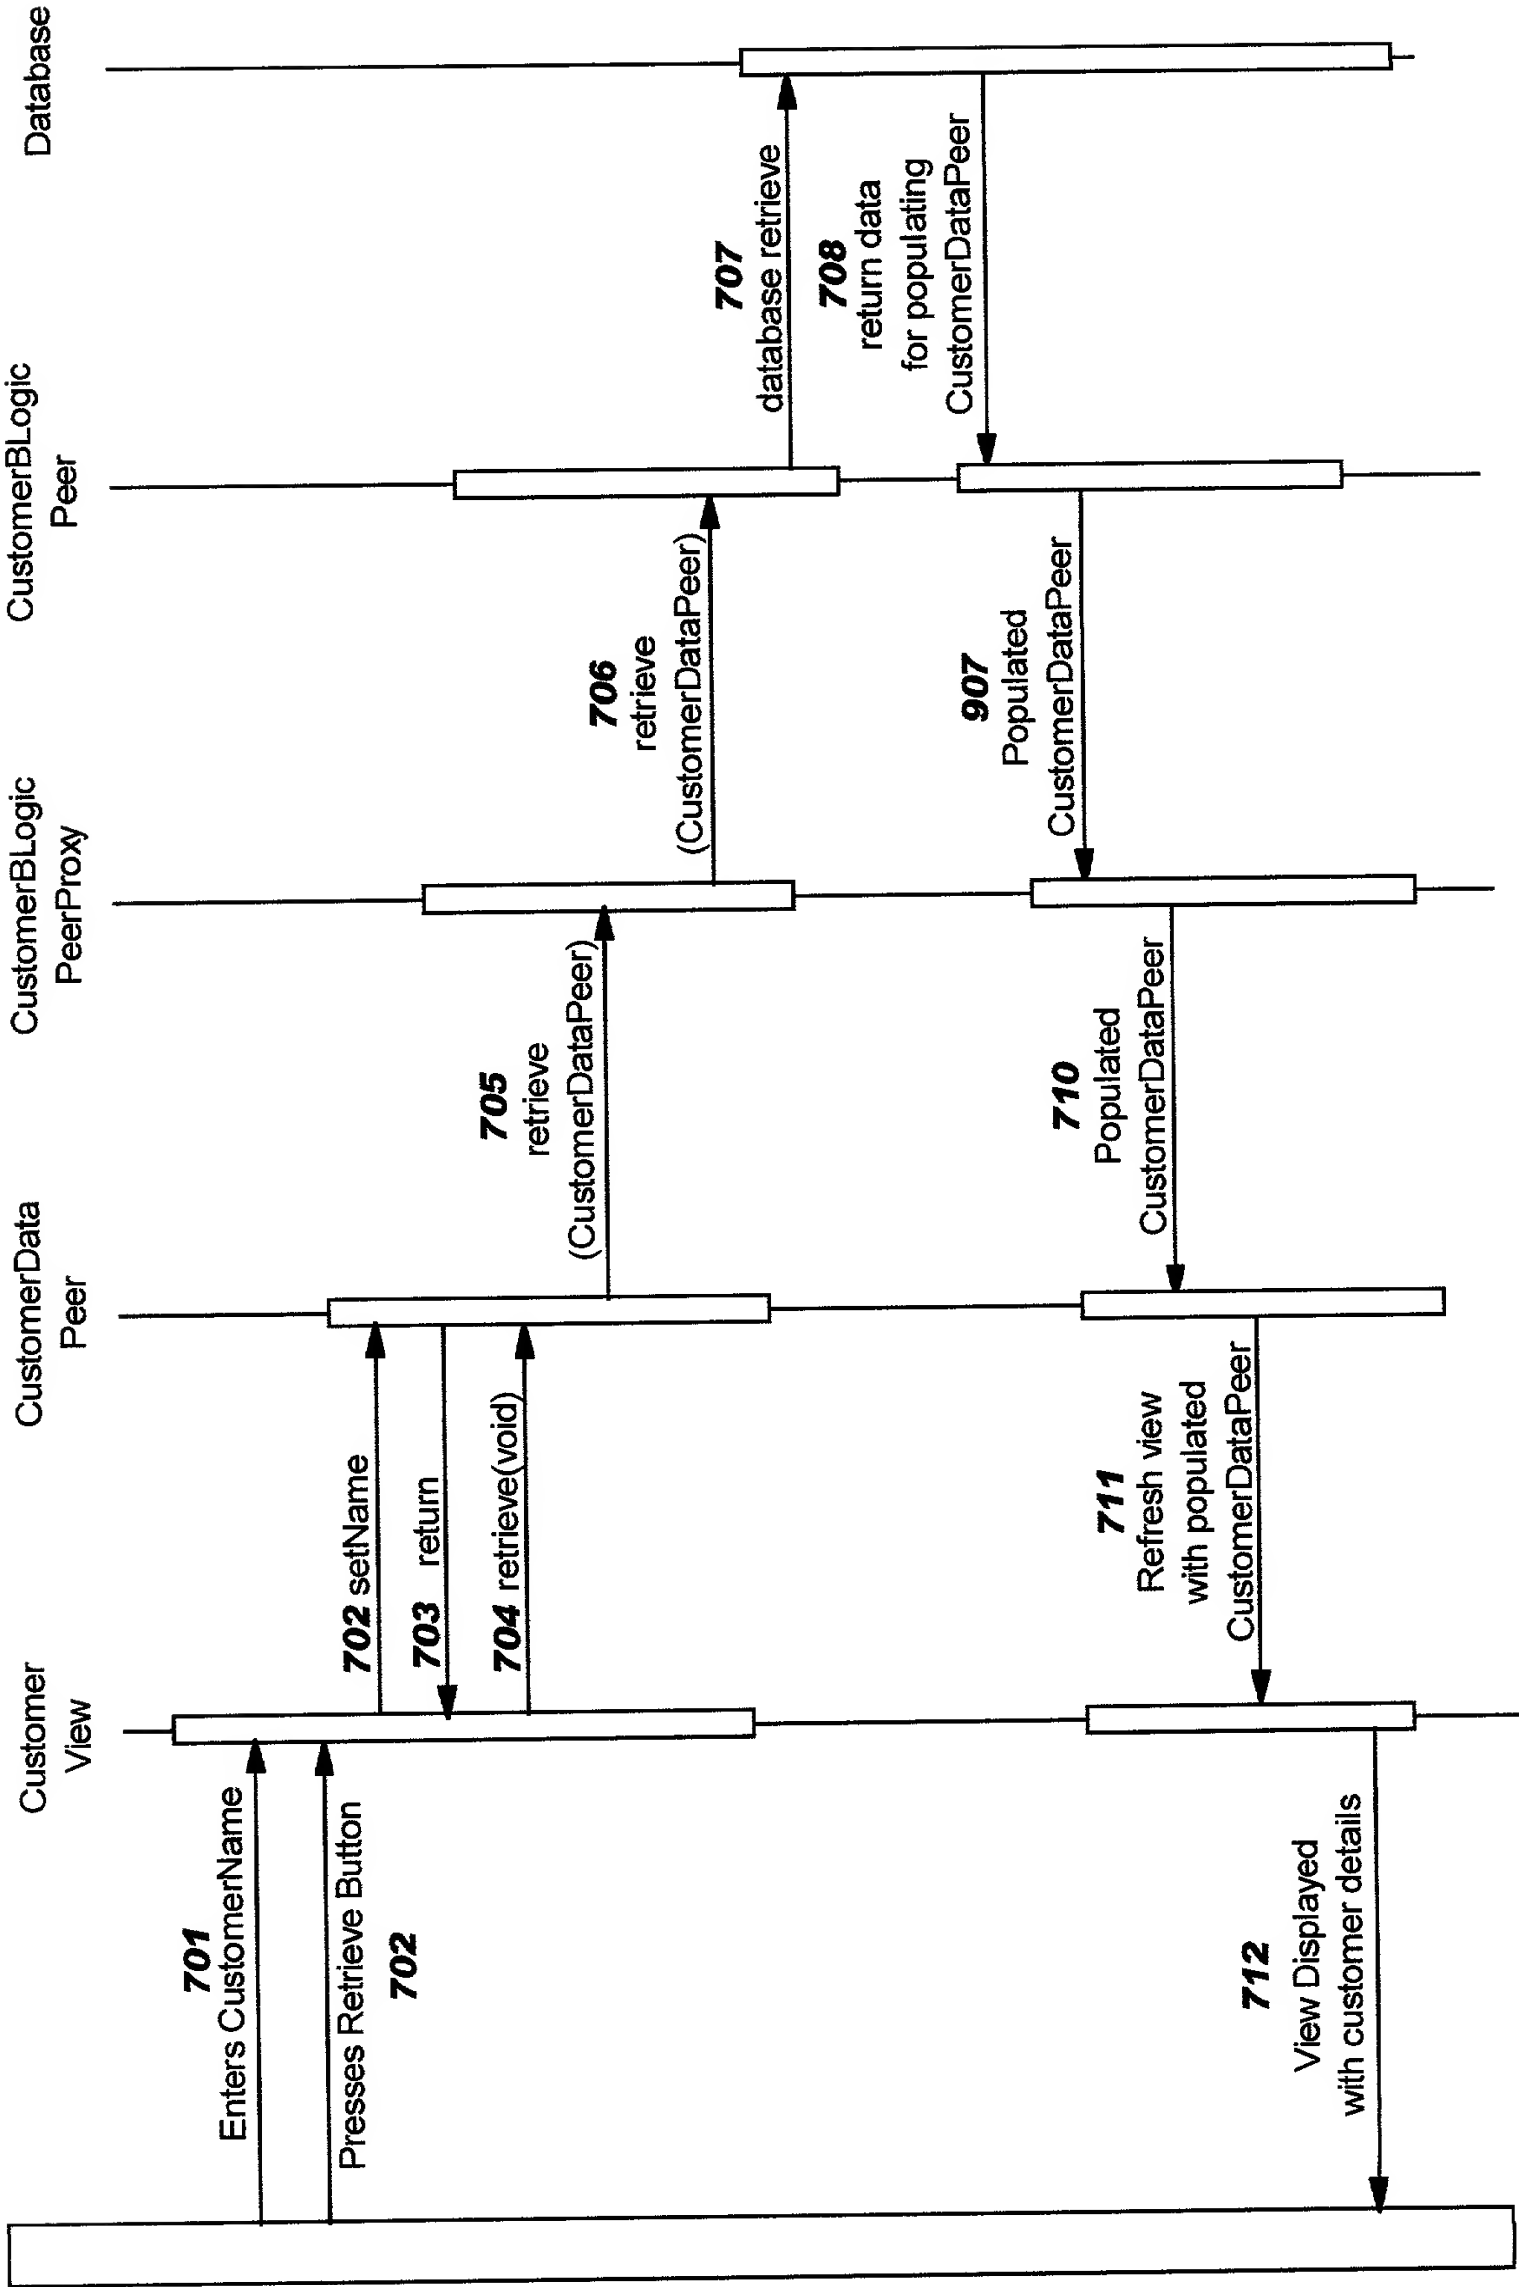 Customer
View
CustomerData
Peer
CustomerBLogic
PeerProxy
CustomerBLogic
Peer
Database
701
Enters CustomerName
Presses Retrieve Button
702
702 setName
703 return
704 retrieve(void)
705
retrieve
(CustomerDataPeer)
706
retrieve
(CustomerDataPeer)
707
database retrieve
708
return data
for populating
CustomerDataPeer
907
Populated
CustomerDataPeer
710
Populated
CustomerDataPeer
711
Refresh view
with populated
CustomerDataPeer
712
View Displayed
with customer details